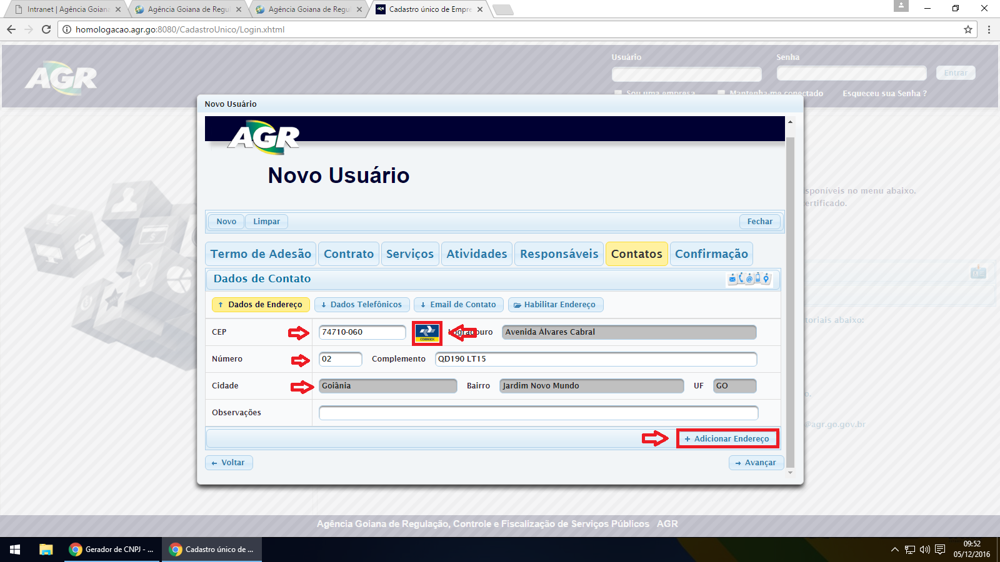 Intranet | Agência Goiana
Agência Goiana de Regul
Agência Goiana de Regul
Cadastro único de Empre
homologacao.agr.go:8080/CadastroUnico/Login.xhtml
AGR
Usuário
Senha
Entrar
Sou uma empresa
Mantenha-me conectado
Esqueceu sua Senha ?
Novo Usuário
AGR
Novo Usuário
sponíveis no menu abaixo.
ertificado.
Novo
Limpar
Fechar
Termo de Adesão
Contrato
Serviços
Atividades
Responsáveis
Contatos
Confirmação
Dados de Contato
Dados de Endereço
Dados Telefônicos
Email de Contato
Habilitar Endereço
toriais abaixo:
CEP
74710-060
CORREIOS
Logradouro
Avenida Álvares Cabral
Número
02
Complemento
QD190 LT15
Cidade
Goiânia
Bairro
Jardim Novo Mundo
UF
GO
o.
Observações
@agr.go.gov.br
+ Adicionar Endereço
← Voltar
→ Avançar
Agência Goiana de Regulação, Controle e Fiscalização de Serviços Públicos AGR
Gerador de CNPJ - ...
Cadastro único de ...
09:52
05/12/2016